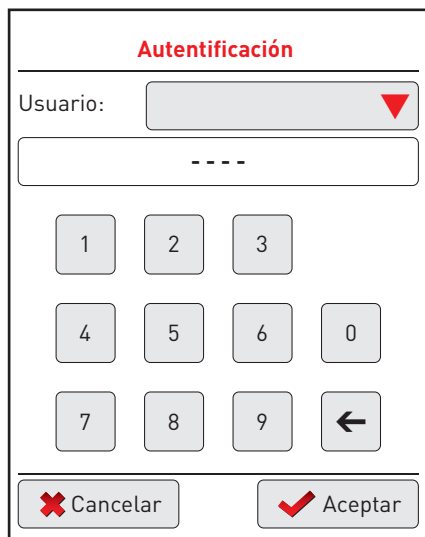 Autentificación
Usuario:
----
1 2 3
4 5 6 0
7 8 9
Cancelar Aceptar